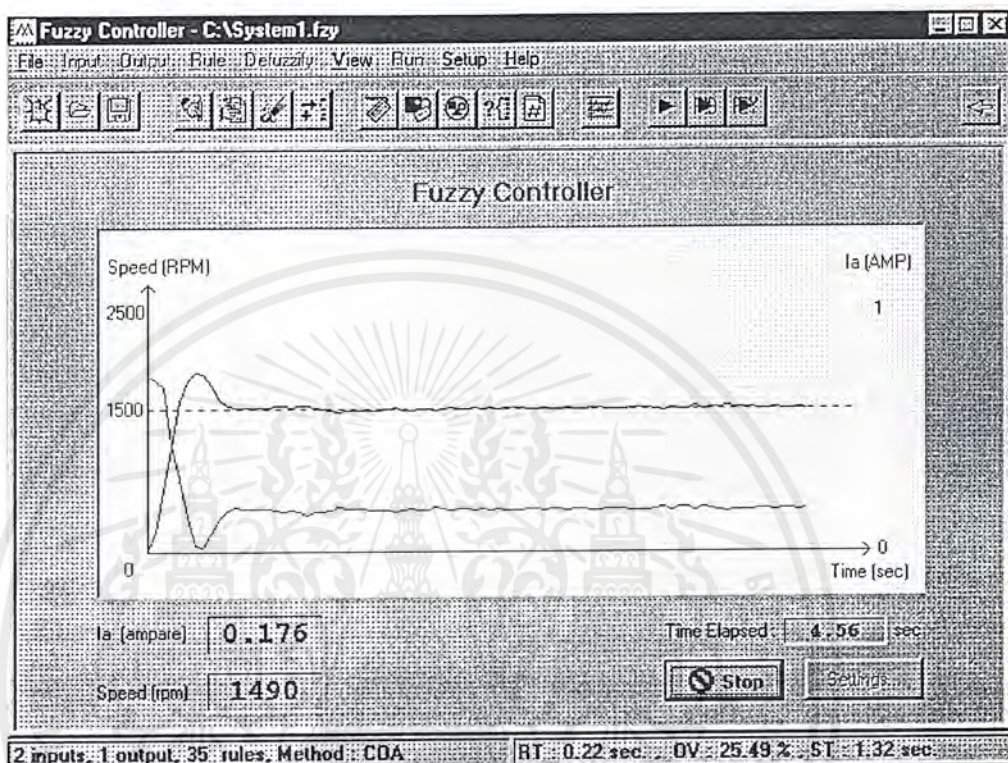 Fuzzy Controller - C:\System1.fzy
File Input Output Rule Defuzzify View Run Setup Help
Fuzzy Controller
Speed (RPM)
Ia (AMP)
2500
1
1500
0
0
Time (sec)
Ia (ampare) 0.176
Time Elapsed : 4.56 sec
Speed (rpm) 1490
Stop Settings...
2 inputs, 1 output, 35 rules, Method : COA RT : 0.22 sec. , OV : 25.49 % , ST : 1.32 sec.